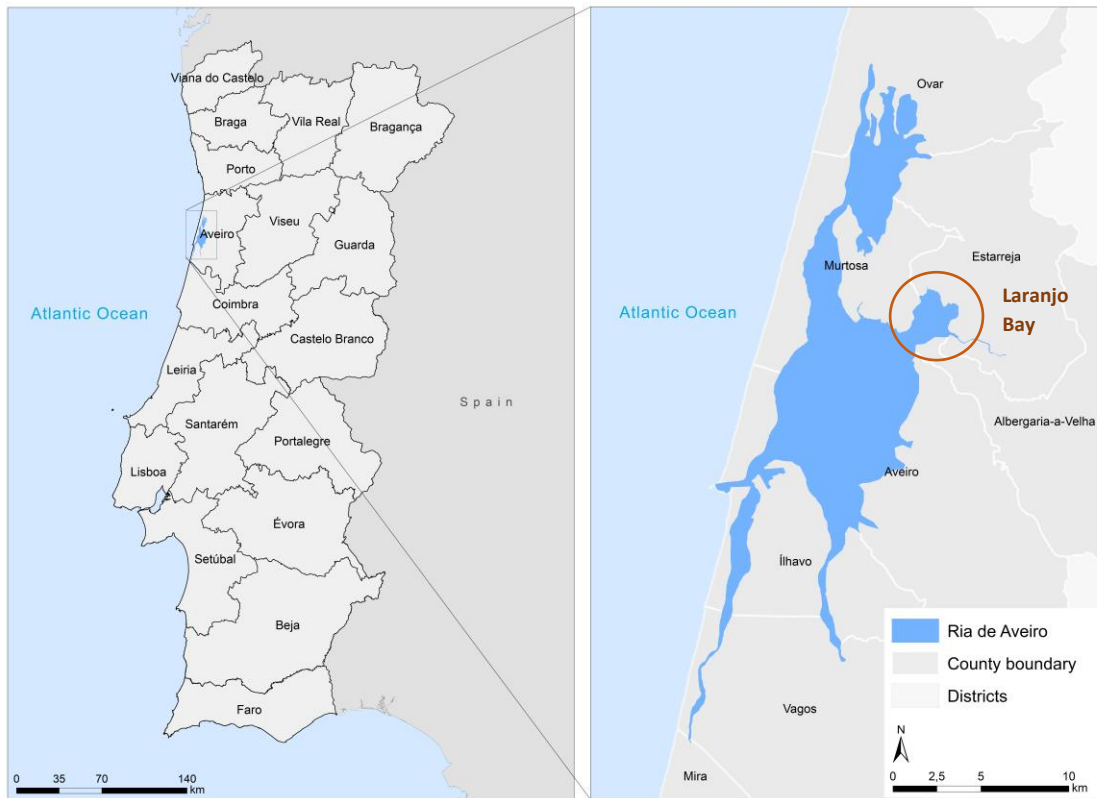 Viana do Castelo
Braga
Vila Real
Bragança
Porto
Aveiro
Viseu
Guarda
Coimbra
Atlantic Ocean
Castelo Branco
Leiria
Spain
Santarém
Portalegre
Lisboa
Évora
Setúbal
Beja
Faro
0 35 70 140
km
Ovar
Estarreja
Murtosa
Laranjo
Bay
Atlantic Ocean
Albergaria-a-Velha
Aveiro
Ílhavo
Vagos
Mira
Ria de Aveiro
County boundary
Districts
N
0 2,5 5 10
km